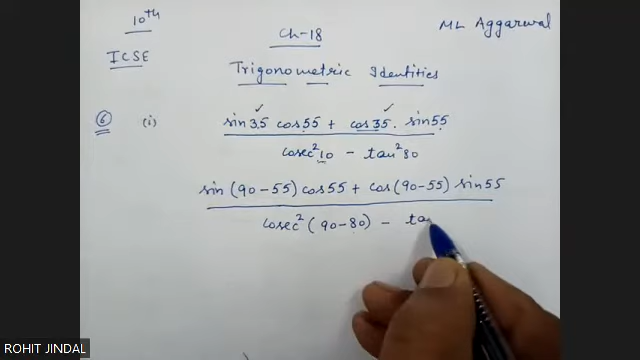 10th
ICSE
Ch-18
ML Aggarwal
Trigonometric Identities
6 (i) sin35 cos55 + cos35. sin55
cosec²10 - tan²80
sin (90-55) cos55 + cos(90-55) sin55
cosec² (90-80) - ta
ROHIT JINDAL